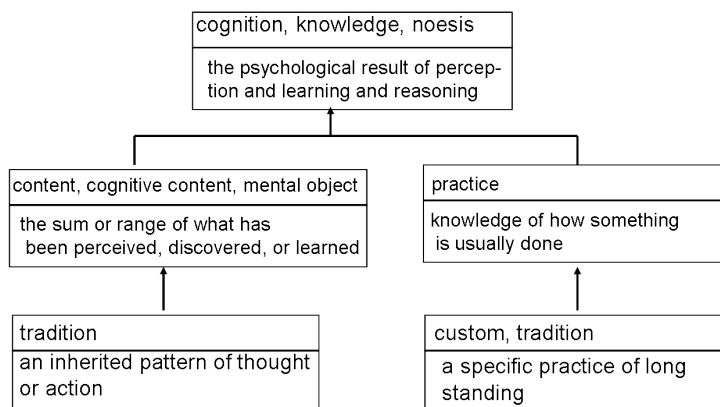 cognition, knowledge, noesis
the psychological result of percep-
tion and learning and reasoning
content, cognitive content, mental object
the sum or range of what has
been perceived, discovered, or learned
practice
knowledge of how something
is usually done
tradition
an inherited pattern of thought
or action
custom, tradition
a specific practice of long
standing